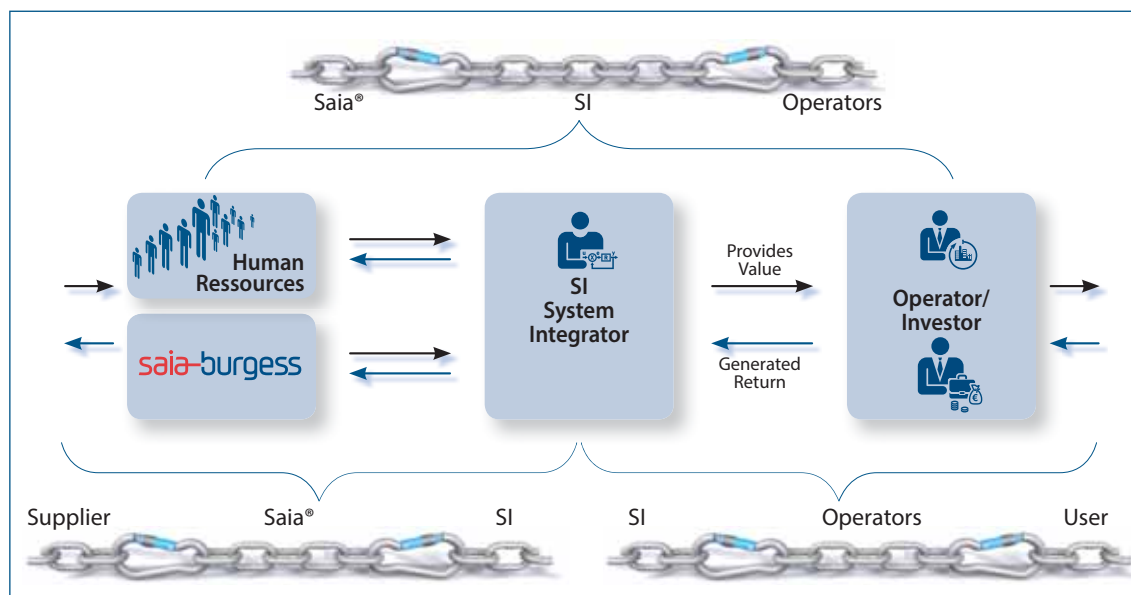 Saia® SI Operators
Human
Ressources
saia-burgess
SI
System
Integrator
Provides
Value
Generated
Return
Operator/
Investor
€
Supplier Saia® SI
SI Operators User